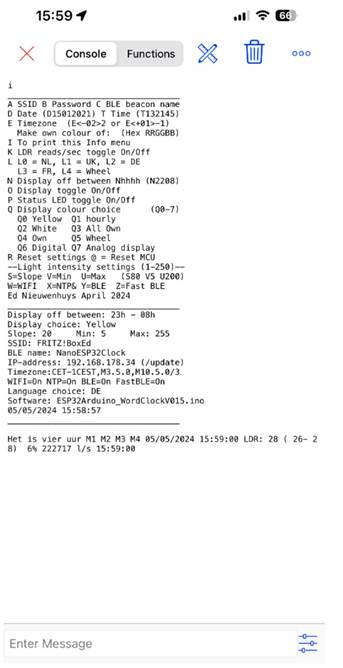 15:59
66
Console Functions
i
A SSID B Password C BLE beacon name
D Date (D15012021) T Time (T132145)
E Timezone  (E<-02>2 or E<+01>-1)
Make own colour of:  (Hex RRGGBB)
I To print this Info menu
K LDR reads/sec toggle On/Off
L L0 = NL, L1 = UK, L2 = DE
L3 = FR, L4 = Wheel
N Display off between Nhhhh (N2208)
O Display toggle On/Off
P Status LED toggle On/Off
Q Display colour choice      (Q0-7)
Q0 Yellow  Q1 hourly
Q2 White   Q3 All Own
Q4 Own     Q5 Wheel
Q6 Digital Q7 Analog display
R Reset settings @ = Reset MCU
--Light intensity settings (1-250)--
S=Slope V=Min  U=Max   (S80 V5 U200)
W=WIFI  X=NTP& Y=BLE  Z=Fast BLE
Ed Nieuwenhuys April 2024
Display off between: 23h - 08h
Display choice: Yellow
Slope: 20     Min: 5     Max: 255
SSID: FRITZ!BoxEd
BLE name: NanoESP32Clock
IP-address: 192.168.178.34 (/update)
Timezone:CET-1CEST,M3.5.0,M10.5.0/3
WIFI=On NTP=On BLE=On FastBLE=On
Language choice: DE
Software: ESP32Arduino_WordClockV015.ino
05/05/2024 15:58:57
Het is vier uur M1 M2 M3 M4 05/05/2024 15:59:00 LDR: 28 ( 26- 2
8)  6% 222717 l/s 15:59:00
Enter Message